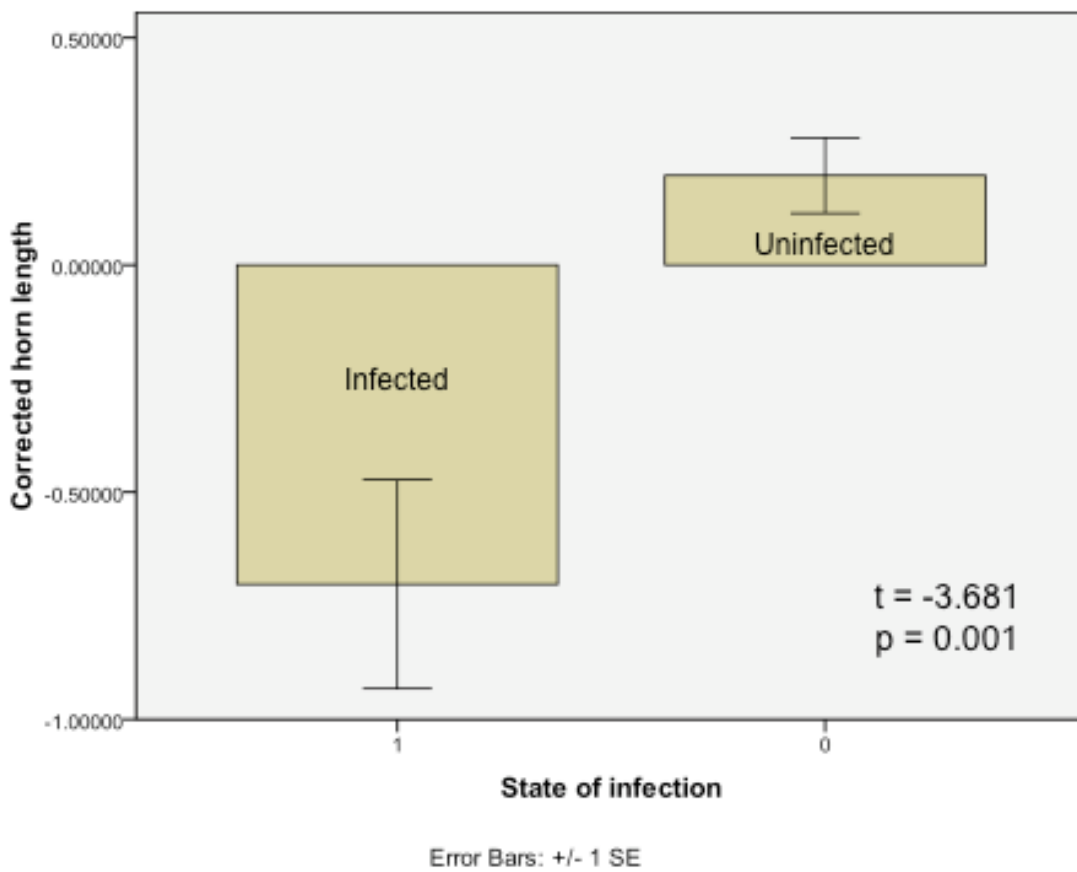 0.50000
0.00000
-0.50000
-1.00000
Corrected horn length
Uninfected
Infected
t = -3.681
p = 0.001
1
0
State of infection
Error Bars: +/- 1 SE